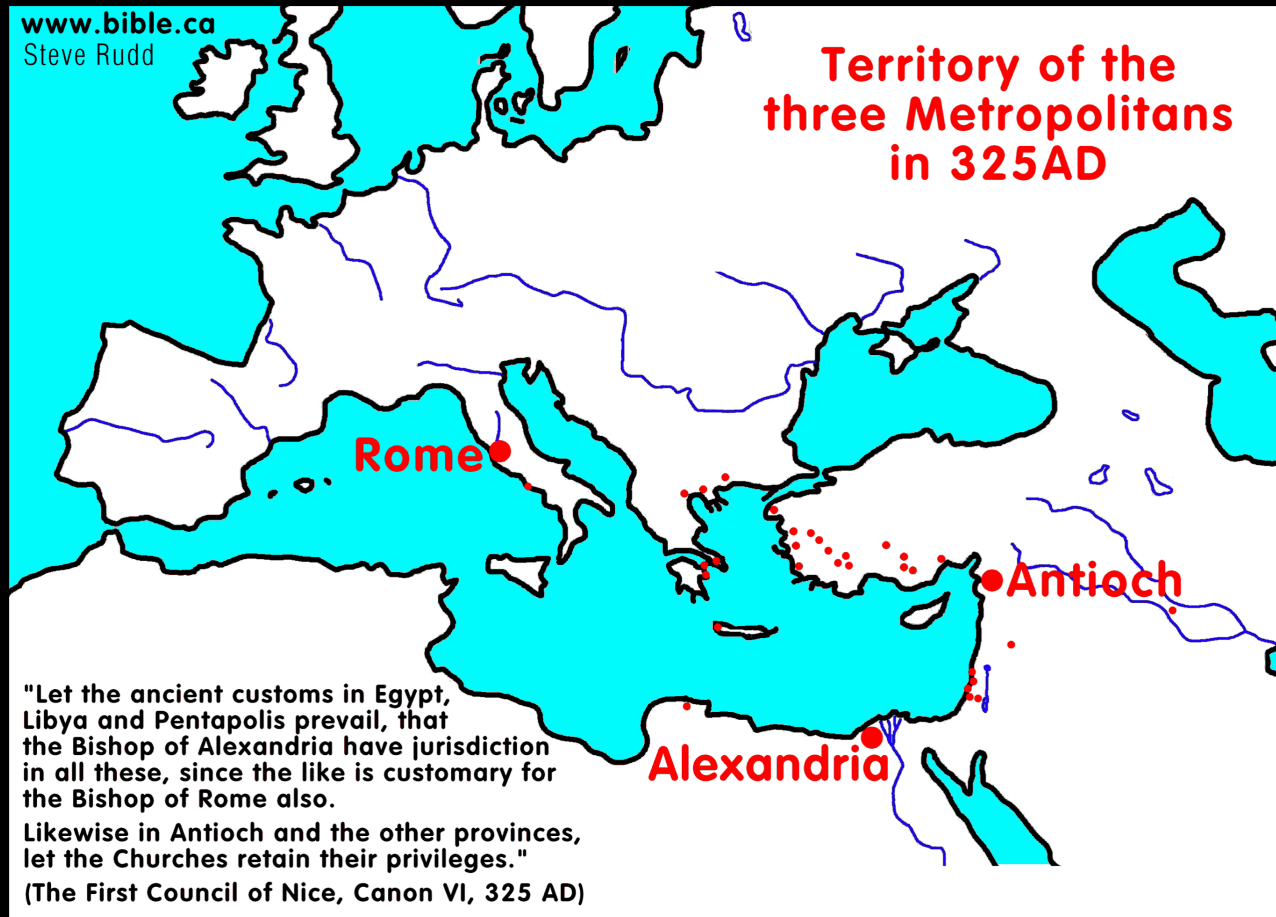 www.bible.ca
Steve Rudd
Territory of the
three Metropolitans
in 325AD
Rome
Antioch
Alexandria
"Let the ancient customs in Egypt,
Libya and Pentapolis prevail, that
the Bishop of Alexandria have jurisdiction
in all these, since the like is customary for
the Bishop of Rome also.
Likewise in Antioch and the other provinces,
let the Churches retain their privileges."
(The First Council of Nice, Canon VI, 325 AD)